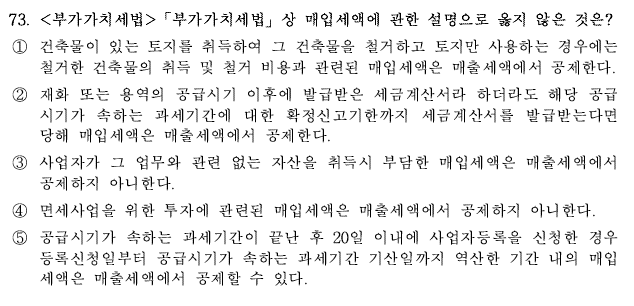 73. <부가가치세법>「부가가치세법」상 매입세액에 관한 설명으로 옳지 않은 것은?
① 건축물이 있는 토지를 취득하여 그 건축물을 철거하고 토지만 사용하는 경우에는
철거한 건축물의 취득 및 철거 비용과 관련된 매입세액은 매출세액에서 공제한다.
② 재화 또는 용역의 공급시기 이후에 발급받은 세금계산서라 하더라도 해당 공급
시기가 속하는 과세기간에 대한 확정신고기한까지 세금계산서를 발급받는다면
당해 매입세액은 매출세액에서 공제한다.
③ 사업자가 그 업무와 관련 없는 자산을 취득시 부담한 매입세액은 매출세액에서
공제하지 아니한다.
④ 면세사업을 위한 투자에 관련된 매입세액은 매출세액에서 공제하지 아니한다.
⑤ 공급시기가 속하는 과세기간이 끝난 후 20일 이내에 사업자등록을 신청한 경우
등록신청일부터 공급시기가 속하는 과세기간 기산일까지 역산한 기간 내의 매입
세액은 매출세액에서 공제할 수 있다.